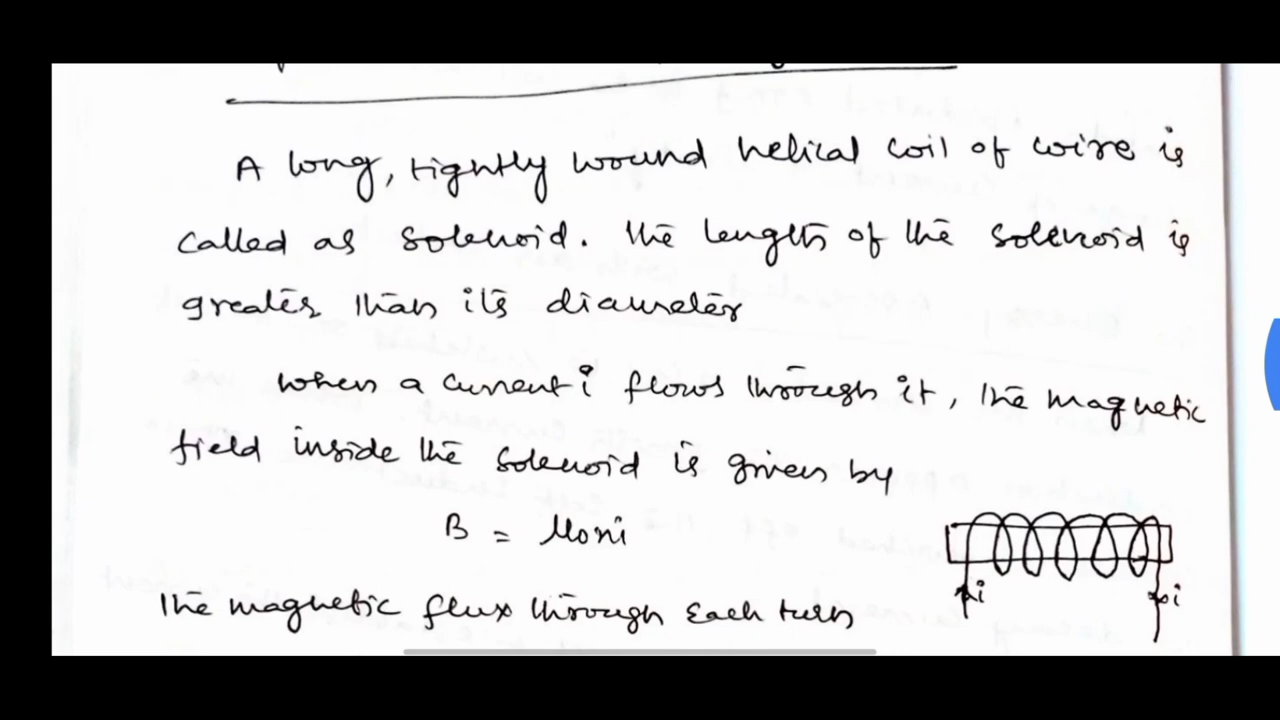 A long, tightly wound helical coil of wire is
called as solenoid. The length of the solenoid is
greater than its diameter
When a current i flows through it, the magnetic
field inside the solenoid is given by
B = μ₀ni
The magnetic flux through each turn
i
i